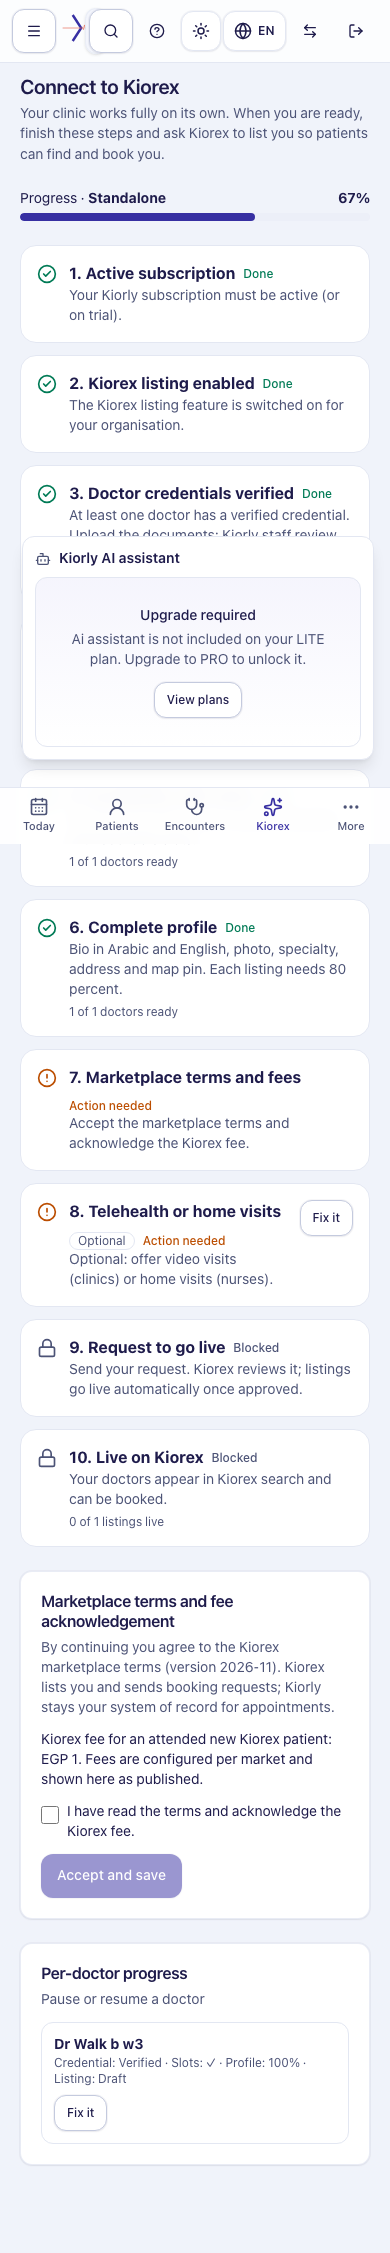 EN
Connect to Kiorex
Your clinic works fully on its own. When you are ready,
finish these steps and ask Kiorex to list you so patients
can find and book you.
Progress · Standalone 67%
1. Active subscription Done
Your Kiorly subscription must be active (or
on trial).
2. Kiorex listing enabled Done
The Kiorex listing feature is switched on for
your organisation.
3. Doctor credentials verified Done
At least one doctor has a verified credential.
Upload the documents; Kiorly staff review
Kiorly AI assistant
Upgrade required
Ai assistant is not included on your LITE
plan. Upgrade to PRO to unlock it.
View plans
Today Patients Encounters Kiorex More
1 of 1 doctors ready
6. Complete profile Done
Bio in Arabic and English, photo, specialty,
address and map pin. Each listing needs 80
percent.
1 of 1 doctors ready
7. Marketplace terms and fees
Action needed
Accept the marketplace terms and
acknowledge the Kiorex fee.
8. Telehealth or home visits Fix it
Optional Action needed
Optional: offer video visits
(clinics) or home visits (nurses).
9. Request to go live Blocked
Send your request. Kiorex reviews it; listings
go live automatically once approved.
10. Live on Kiorex Blocked
Your doctors appear in Kiorex search and
can be booked.
0 of 1 listings live
Marketplace terms and fee
acknowledgement
By continuing you agree to the Kiorex
marketplace terms (version 2026-11). Kiorex
lists you and sends booking requests; Kiorly
stays your system of record for appointments.
Kiorex fee for an attended new Kiorex patient:
EGP 1. Fees are configured per market and
shown here as published.
I have read the terms and acknowledge the
Kiorex fee.
Accept and save
Per-doctor progress
Pause or resume a doctor
Dr Walk b w3
Credential: Verified · Slots: ✓ · Profile: 100% ·
Listing: Draft
Fix it